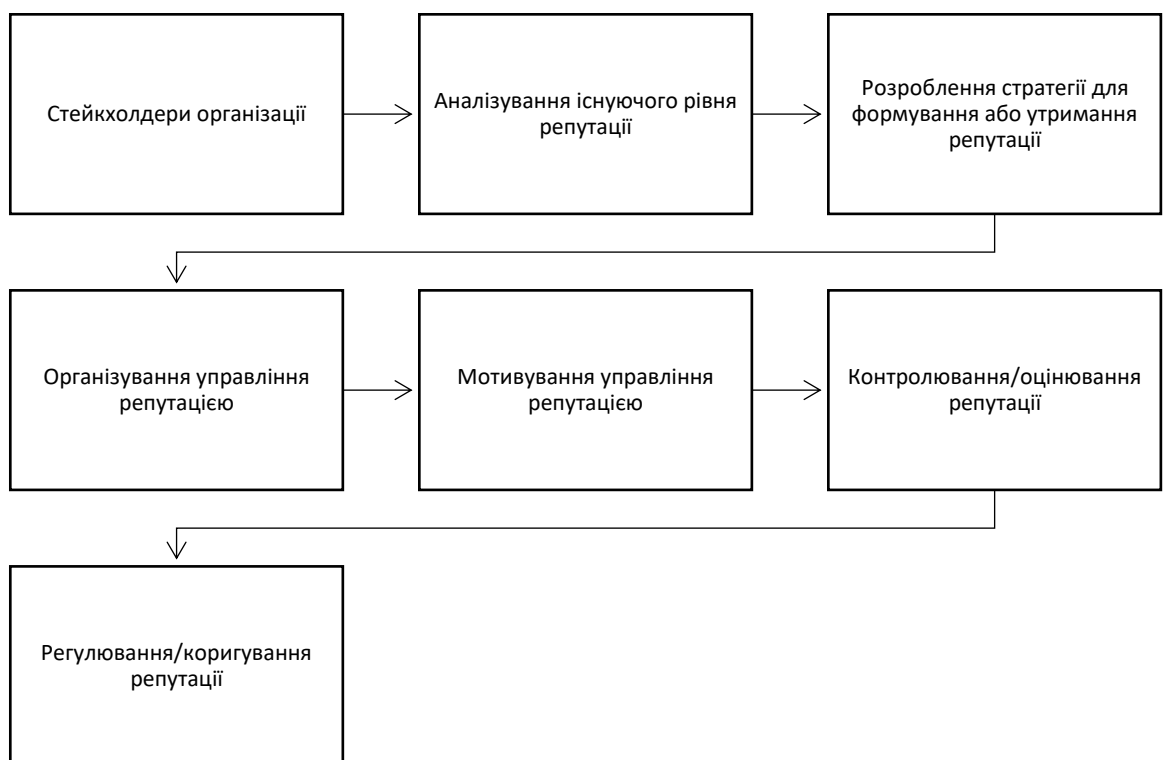 Стейкхолдери організації
Аналізування існуючого рівня
репутації
Розроблення стратегії для
формування або утримання
репутації
Організування управління
репутацією
Мотивування управління
репутацією
Контролювання/оцінювання
репутації
Регулювання/коригування
репутації